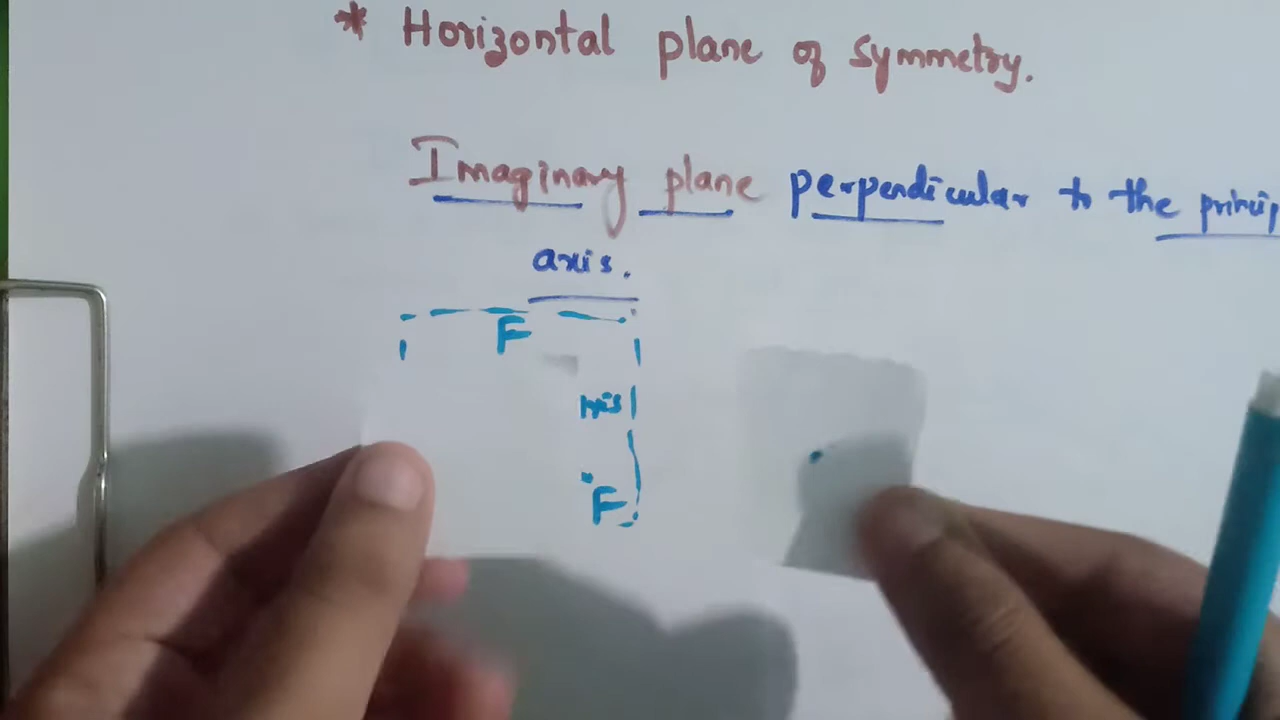 * Horizontal plane of symmetry.
Imaginary plane perpendicular to the
axis.
F
F